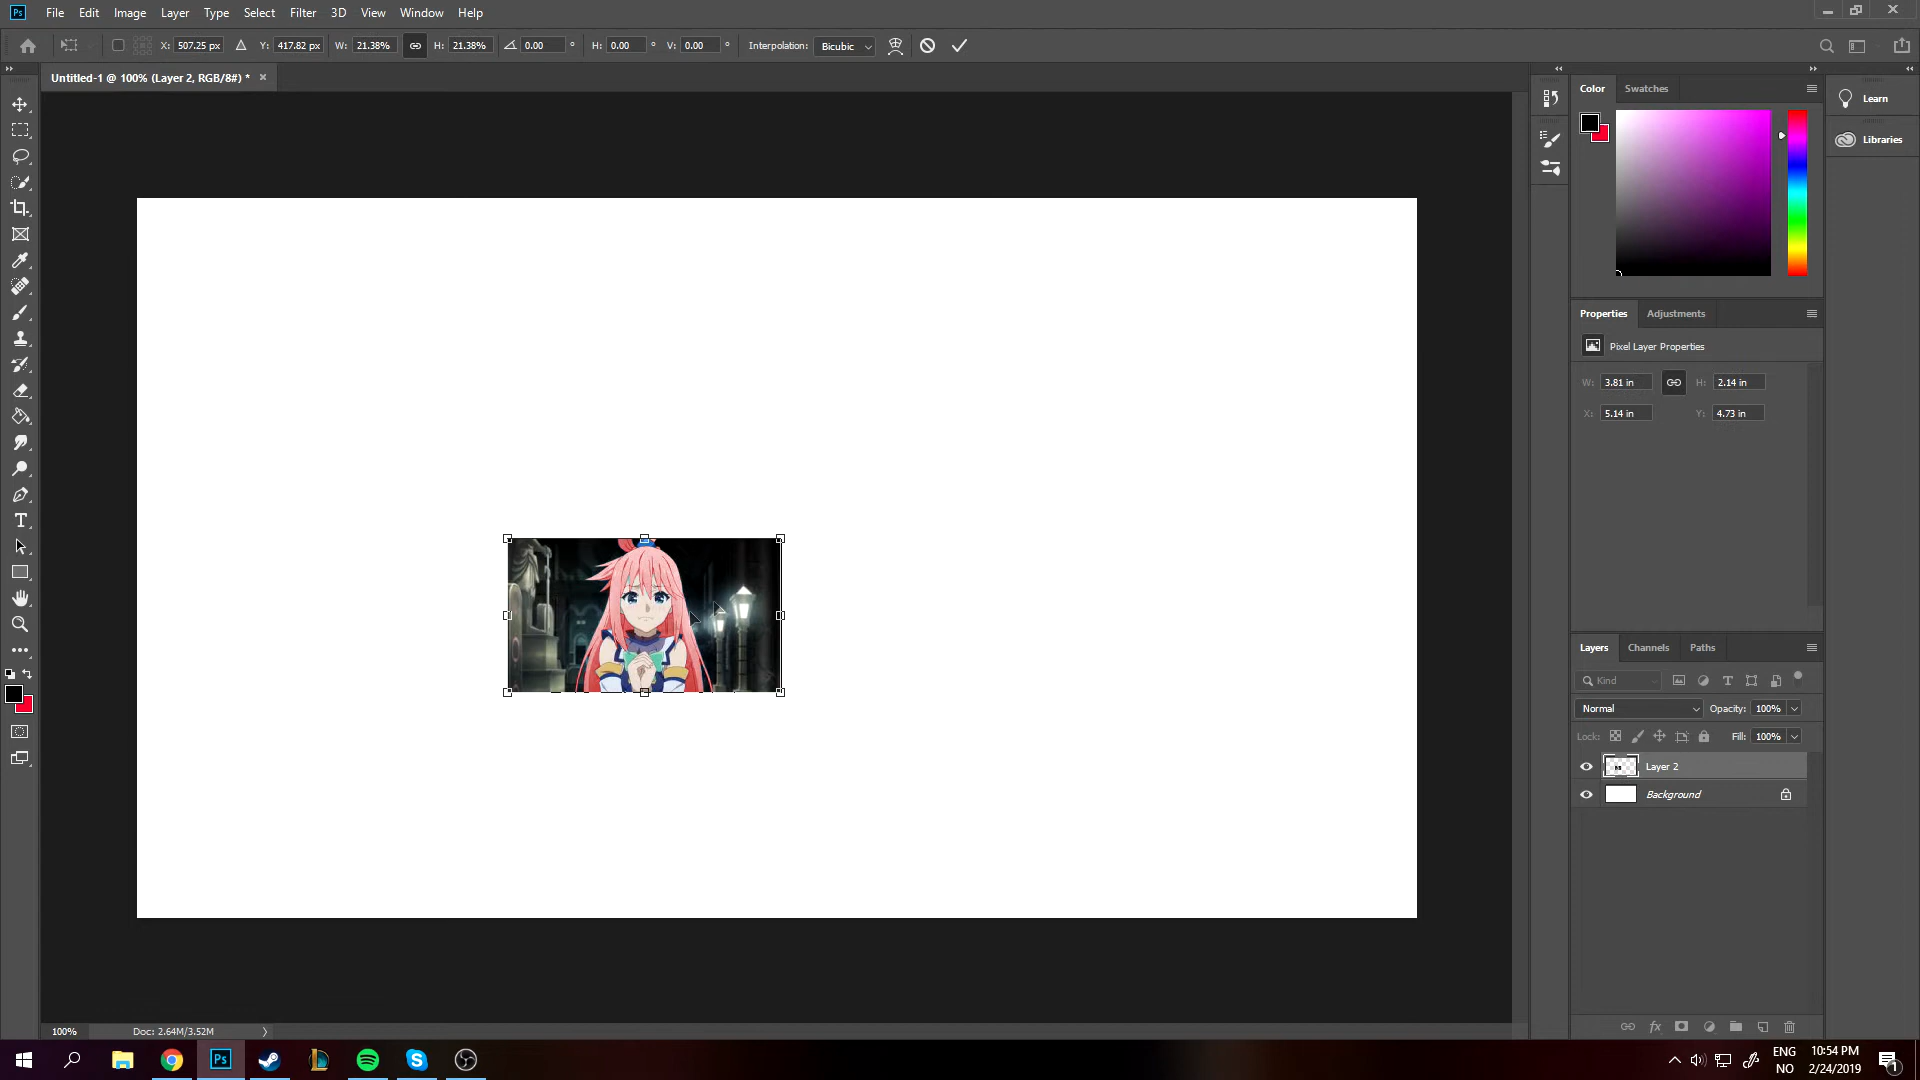 Ps File Edit Image Layer Type Select Filter 3D View Window Help
X: 507.25 px Y: 417.82 px W: 21.38% H: 21.38% 0.00 ° H: 0.00 ° V: 0.00 ° Interpolation: Bicubic
Untitled-1 @ 100% (Layer 2, RGB/8#) * ×
Color Swatches
Learn
Libraries
Properties Adjustments
Pixel Layer Properties
W: 3.81 in H: 2.14 in
X: 5.14 in Y: 4.73 in
Layers Channels Paths
Kind
Normal Opacity: 100%
Lock: Fill: 100%
Layer 2
Background
fx
100% Doc: 2.64M/3.52M
Ps
ENG
NO
10:54 PM
2/24/2019
1